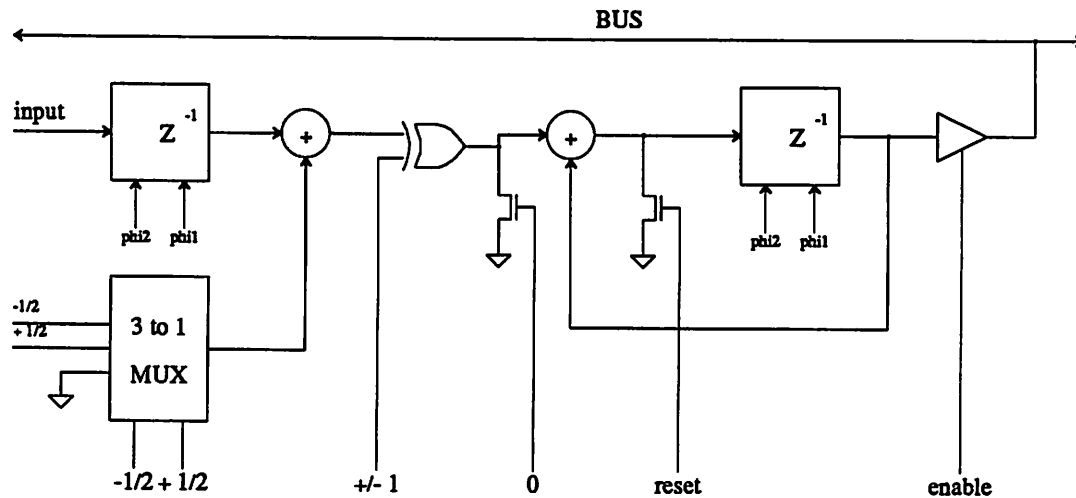 BUS
input
Z -1
+
+
Z -1
phi2 phi1
phi2 phi1
-1/2
+ 1/2
3 to 1
MUX
-1/2 + 1/2
+/- 1
0
reset
enable